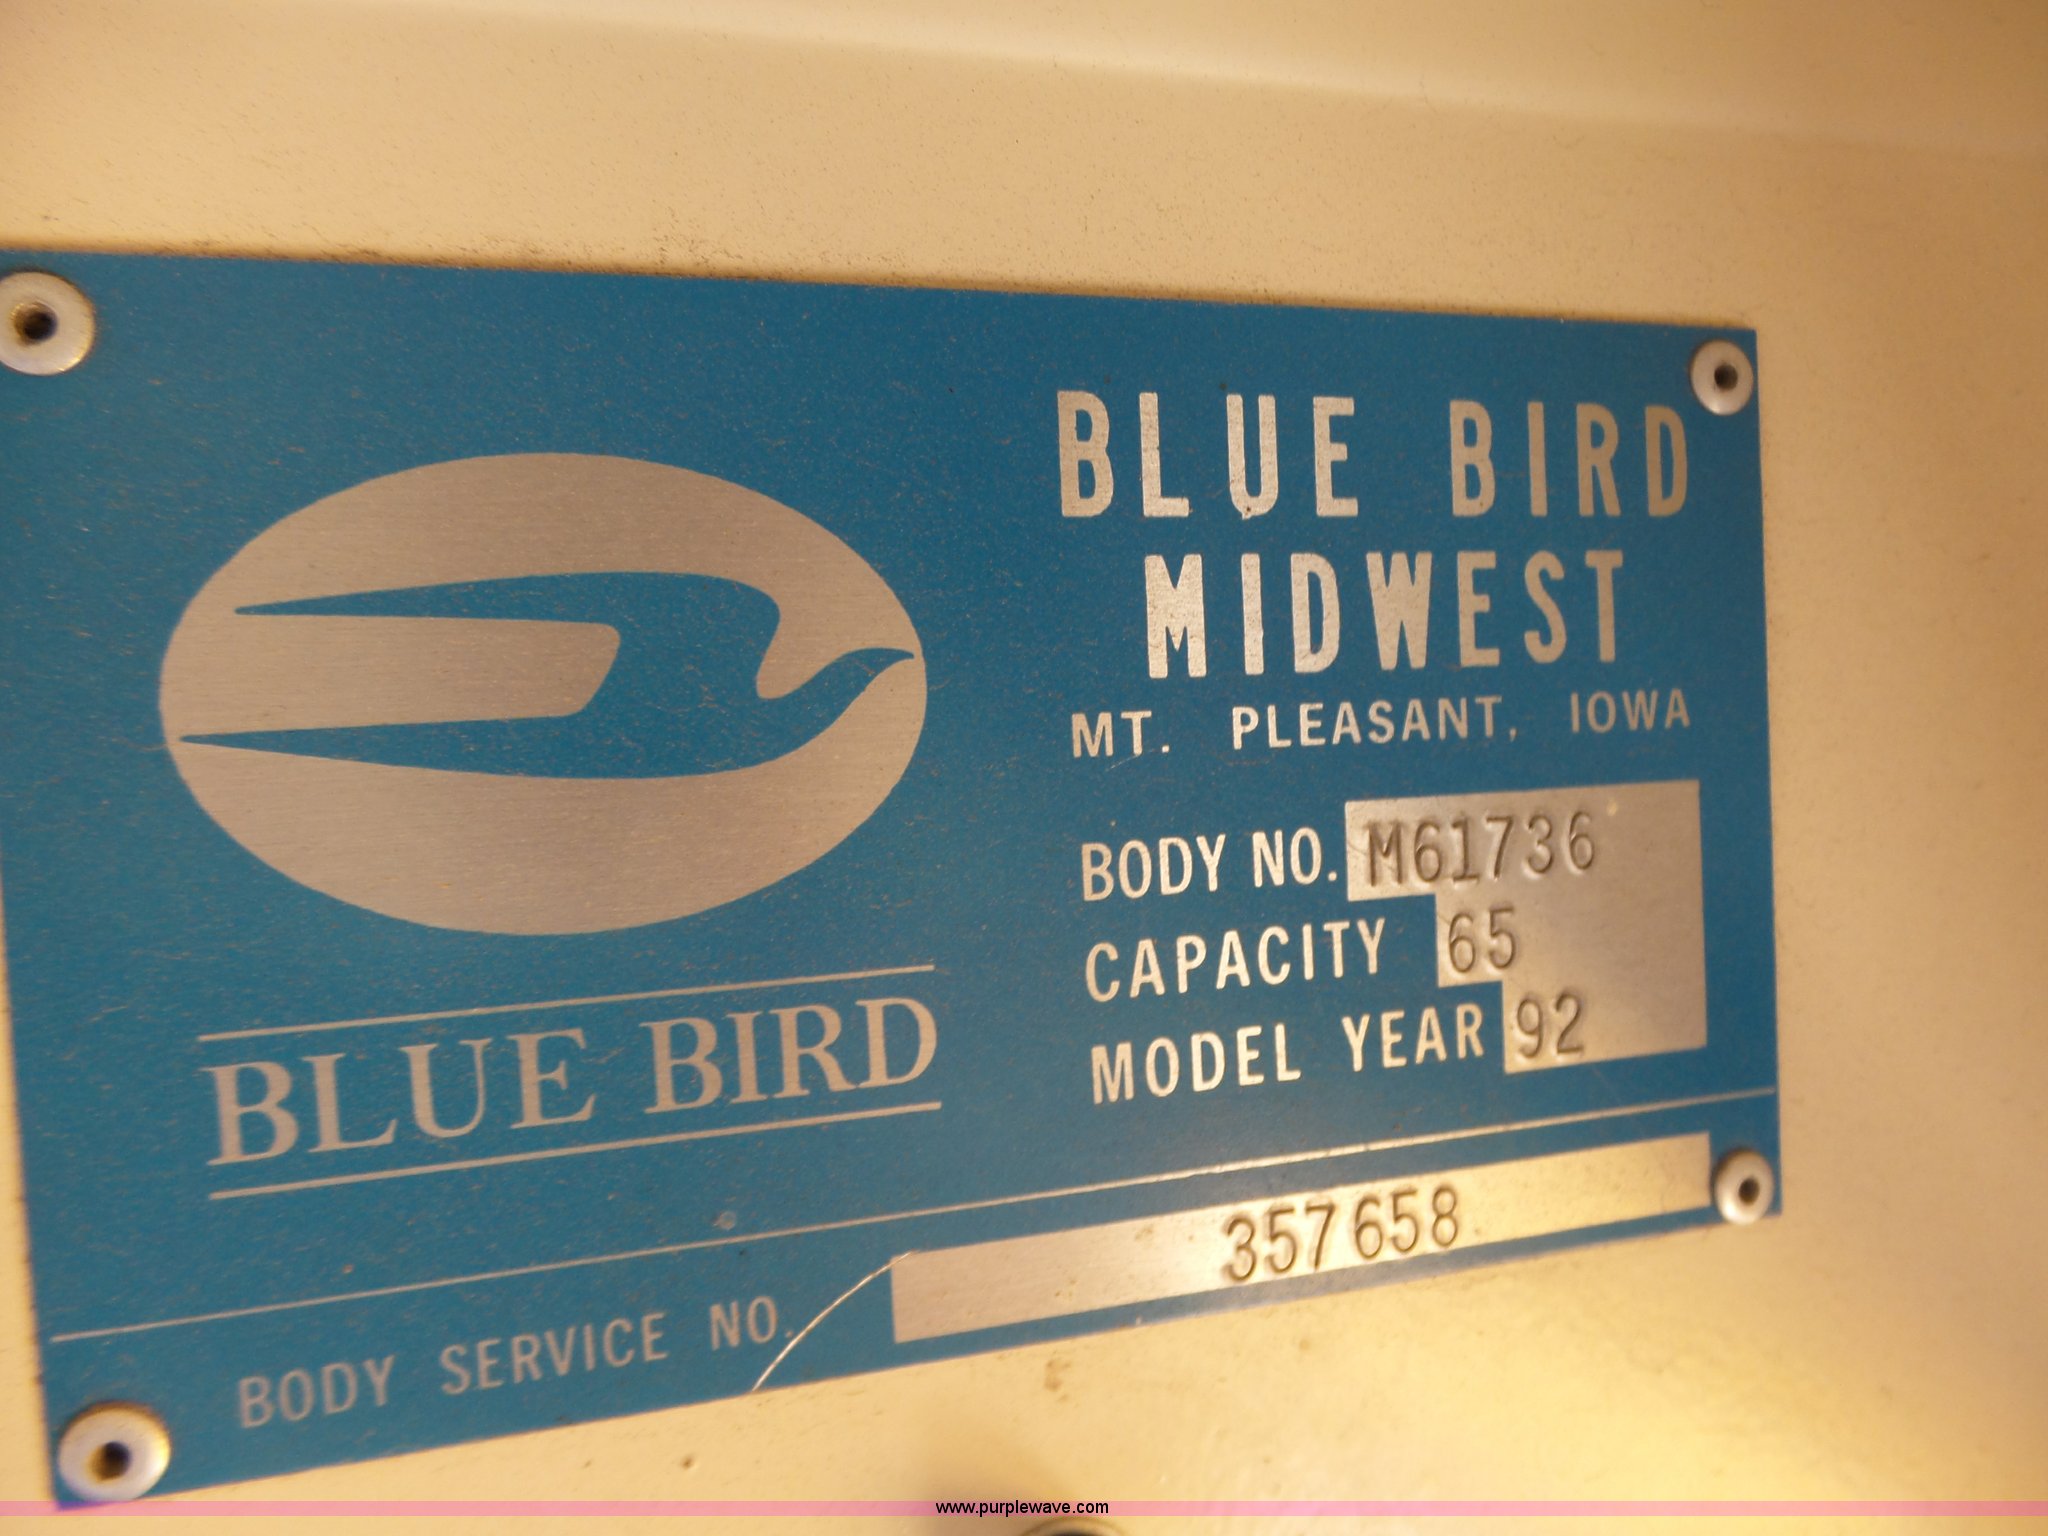 BLUE BIRD
MIDWEST
MT. PLEASANT, IOWA
BODY NO. M61736
CAPACITY 65
MODEL YEAR 92
BLUE BIRD
BODY SERVICE NO. 357658
www.purplewave.com